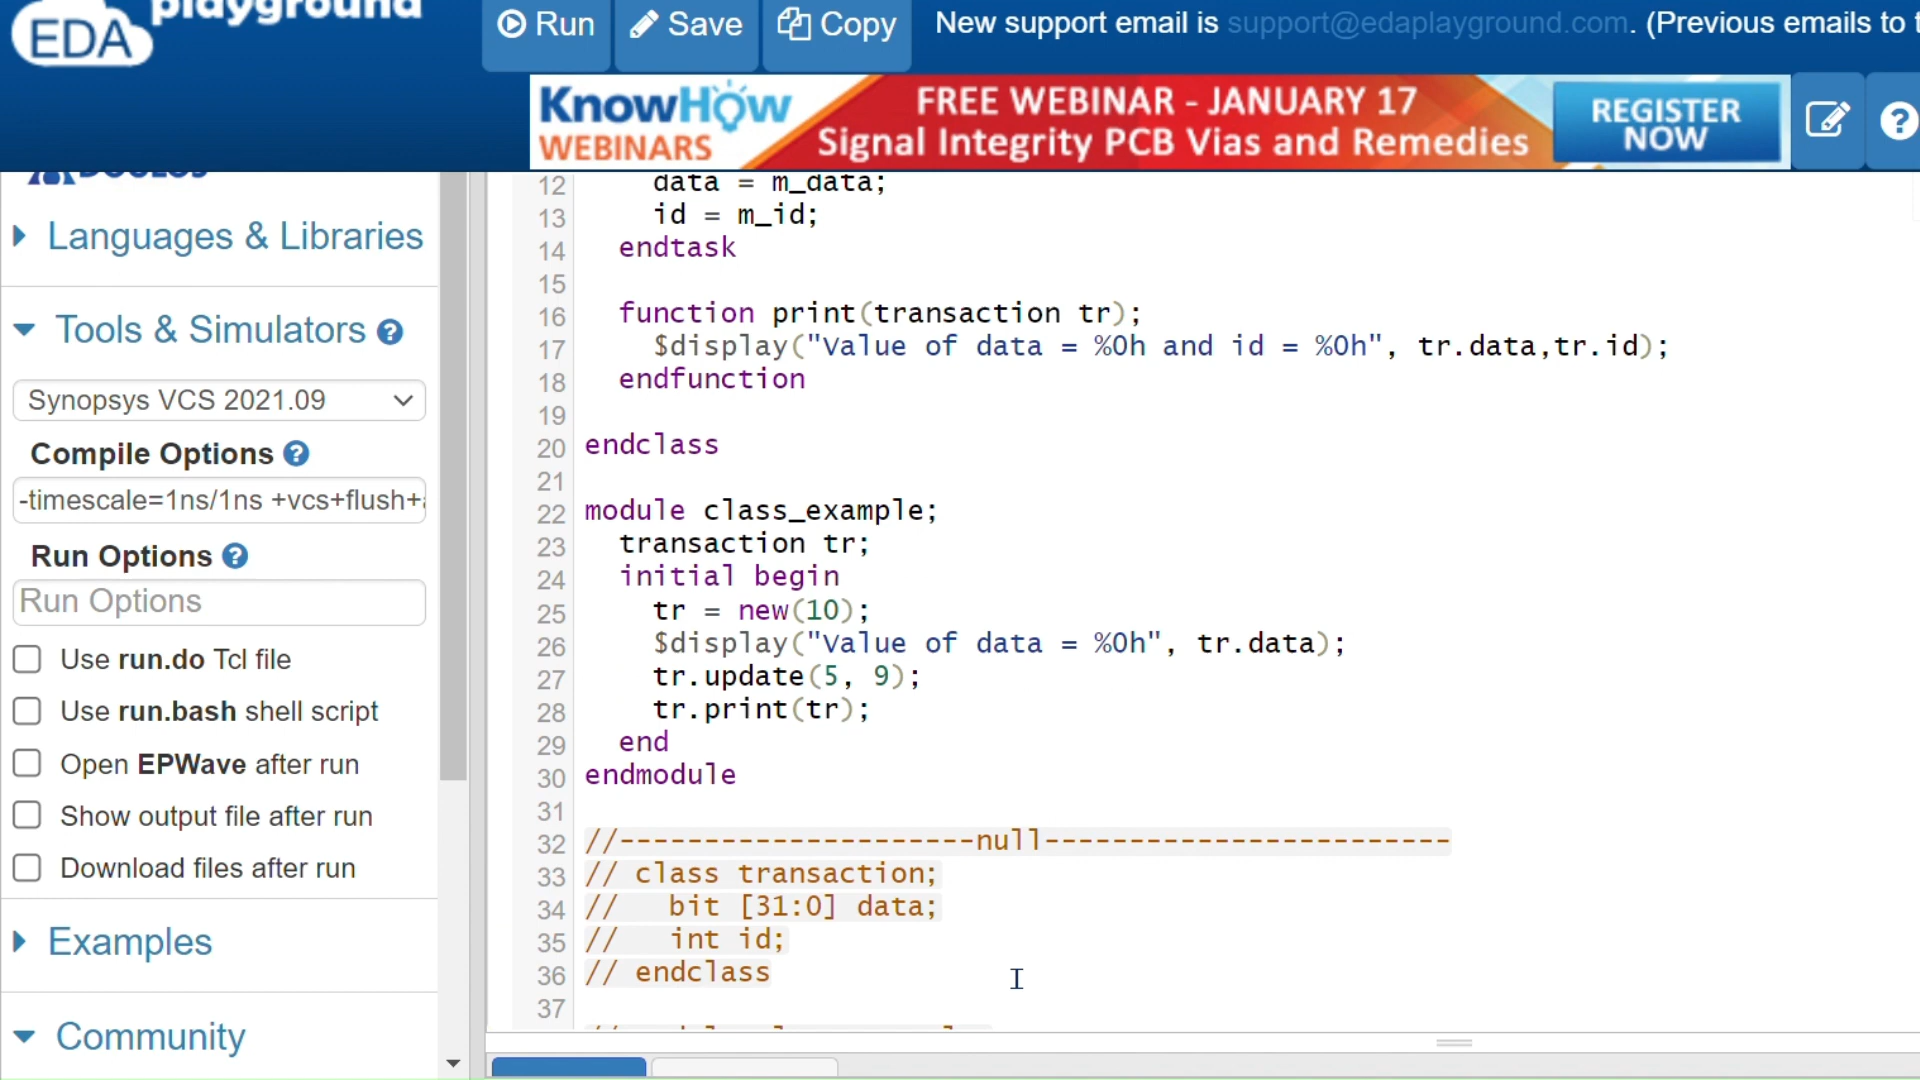 playground
EDA
Run
Save
Copy
New support email is support@edaplayground.com. (Previous emails to
KnowHow
WEBINARS
FREE WEBINAR - JANUARY 17
Signal Integrity PCB Vias and Remedies
REGISTER
NOW
DOULOS
Languages & Libraries
Tools & Simulators
Synopsys VCS 2021.09
Compile Options
-timescale=1ns/1ns +vcs+flush+
Run Options
Run Options
Use run.do Tcl file
Use run.bash shell script
Open EPWave after run
Show output file after run
Download files after run
Examples
Community
12 data = m_data;
13 id = m_id;
14 endtask
15
16 function print(transaction tr);
17 $display("Value of data = %0h and id = %0h", tr.data,tr.id);
18 endfunction
19
20 endclass
21
22 module class_example;
23 transaction tr;
24 initial begin
25 tr = new(10);
26 $display("Value of data = %0h", tr.data);
27 tr.update(5, 9);
28 tr.print(tr);
29 end
30 endmodule
31
32 //---------------------null------------------------
33 // class transaction;
34 // bit [31:0] data;
35 // int id;
36 // endclass
37